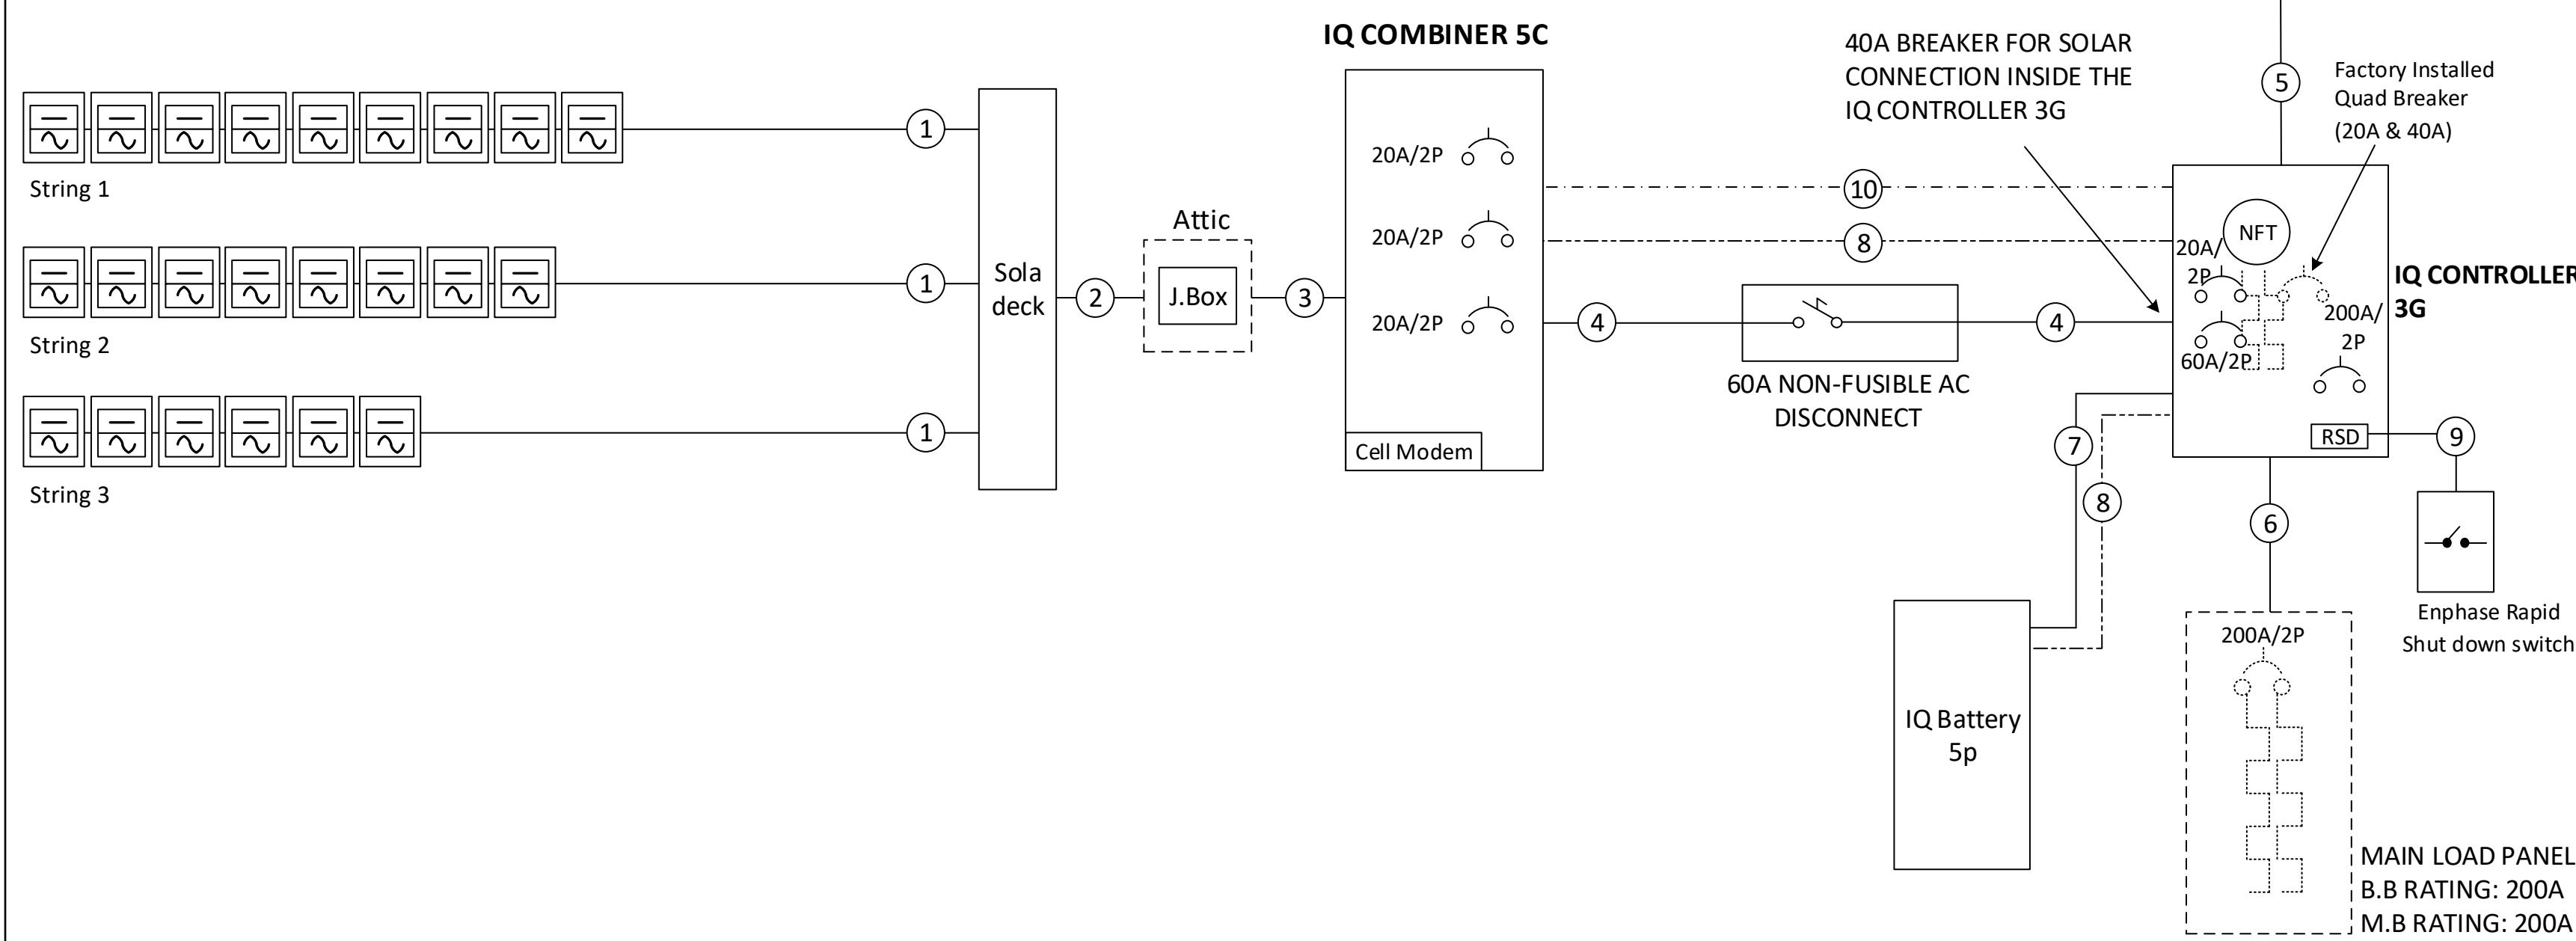 IQ COMBINER 5C
40A BREAKER FOR SOLAR
CONNECTION INSIDE THE
IQ CONTROLLER 3G
5
Factory Installed
Quad Breaker
(20A & 40A)
1
String 1
20A/2P
10
Attic
20A/2P
8
NFT
20A/
2P
1
Sola
deck
2
J.Box
3
IQ CONTROLLER
3G
String 2
20A/2P
4
4
200A/
2P
60A/2P
60A NON-FUSIBLE AC
DISCONNECT
1
String 3
Cell Modem
7
RSD
9
8
6
Enphase Rapid
Shut down switch
200A/2P
IQ Battery
5p
MAIN LOAD PANEL
B.B RATING: 200A
M.B RATING: 200A